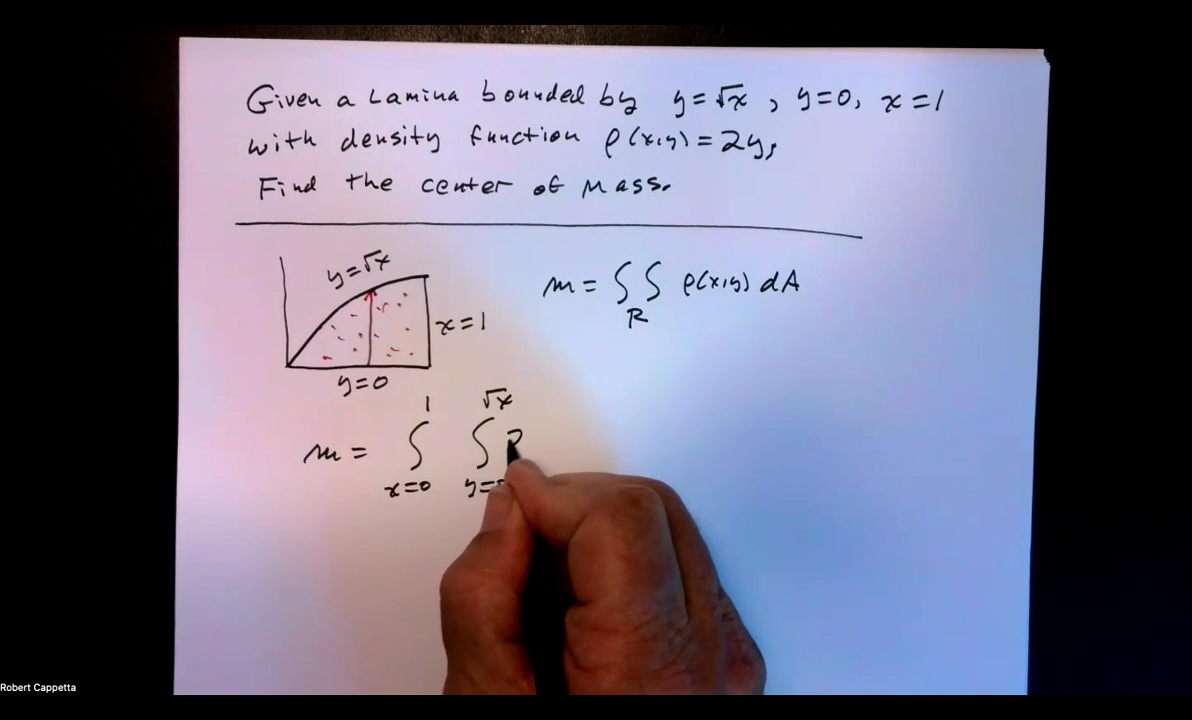 Given a Lamina bounded by y=√x, y=0, x=1
with density function ρ(x,y)=2y,
Find the center of mass.
y=√x
x=1
y=0
m= ∫∫ ρ(x,y) dA
R
1 √x
m= ∫ ∫ 2
x=0 y=
Robert Cappetta